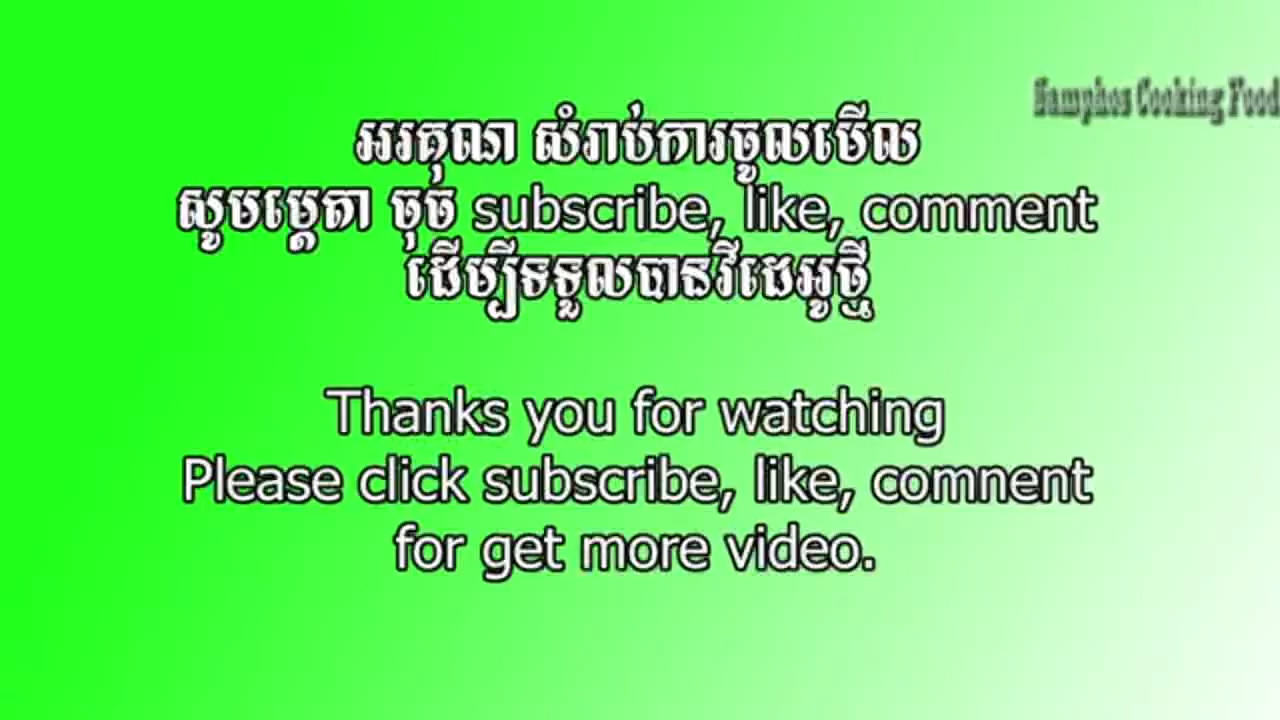 Samphos Cooking Food
អរគុណ សំរាប់ការចូលមើល
សូមម្តេតា ចុច subscribe, like, comment
ដើម្បីទទួលបានវីដេអូថ្មី
Thanks you for watching
Please click subscribe, like, comnent
for get more video.